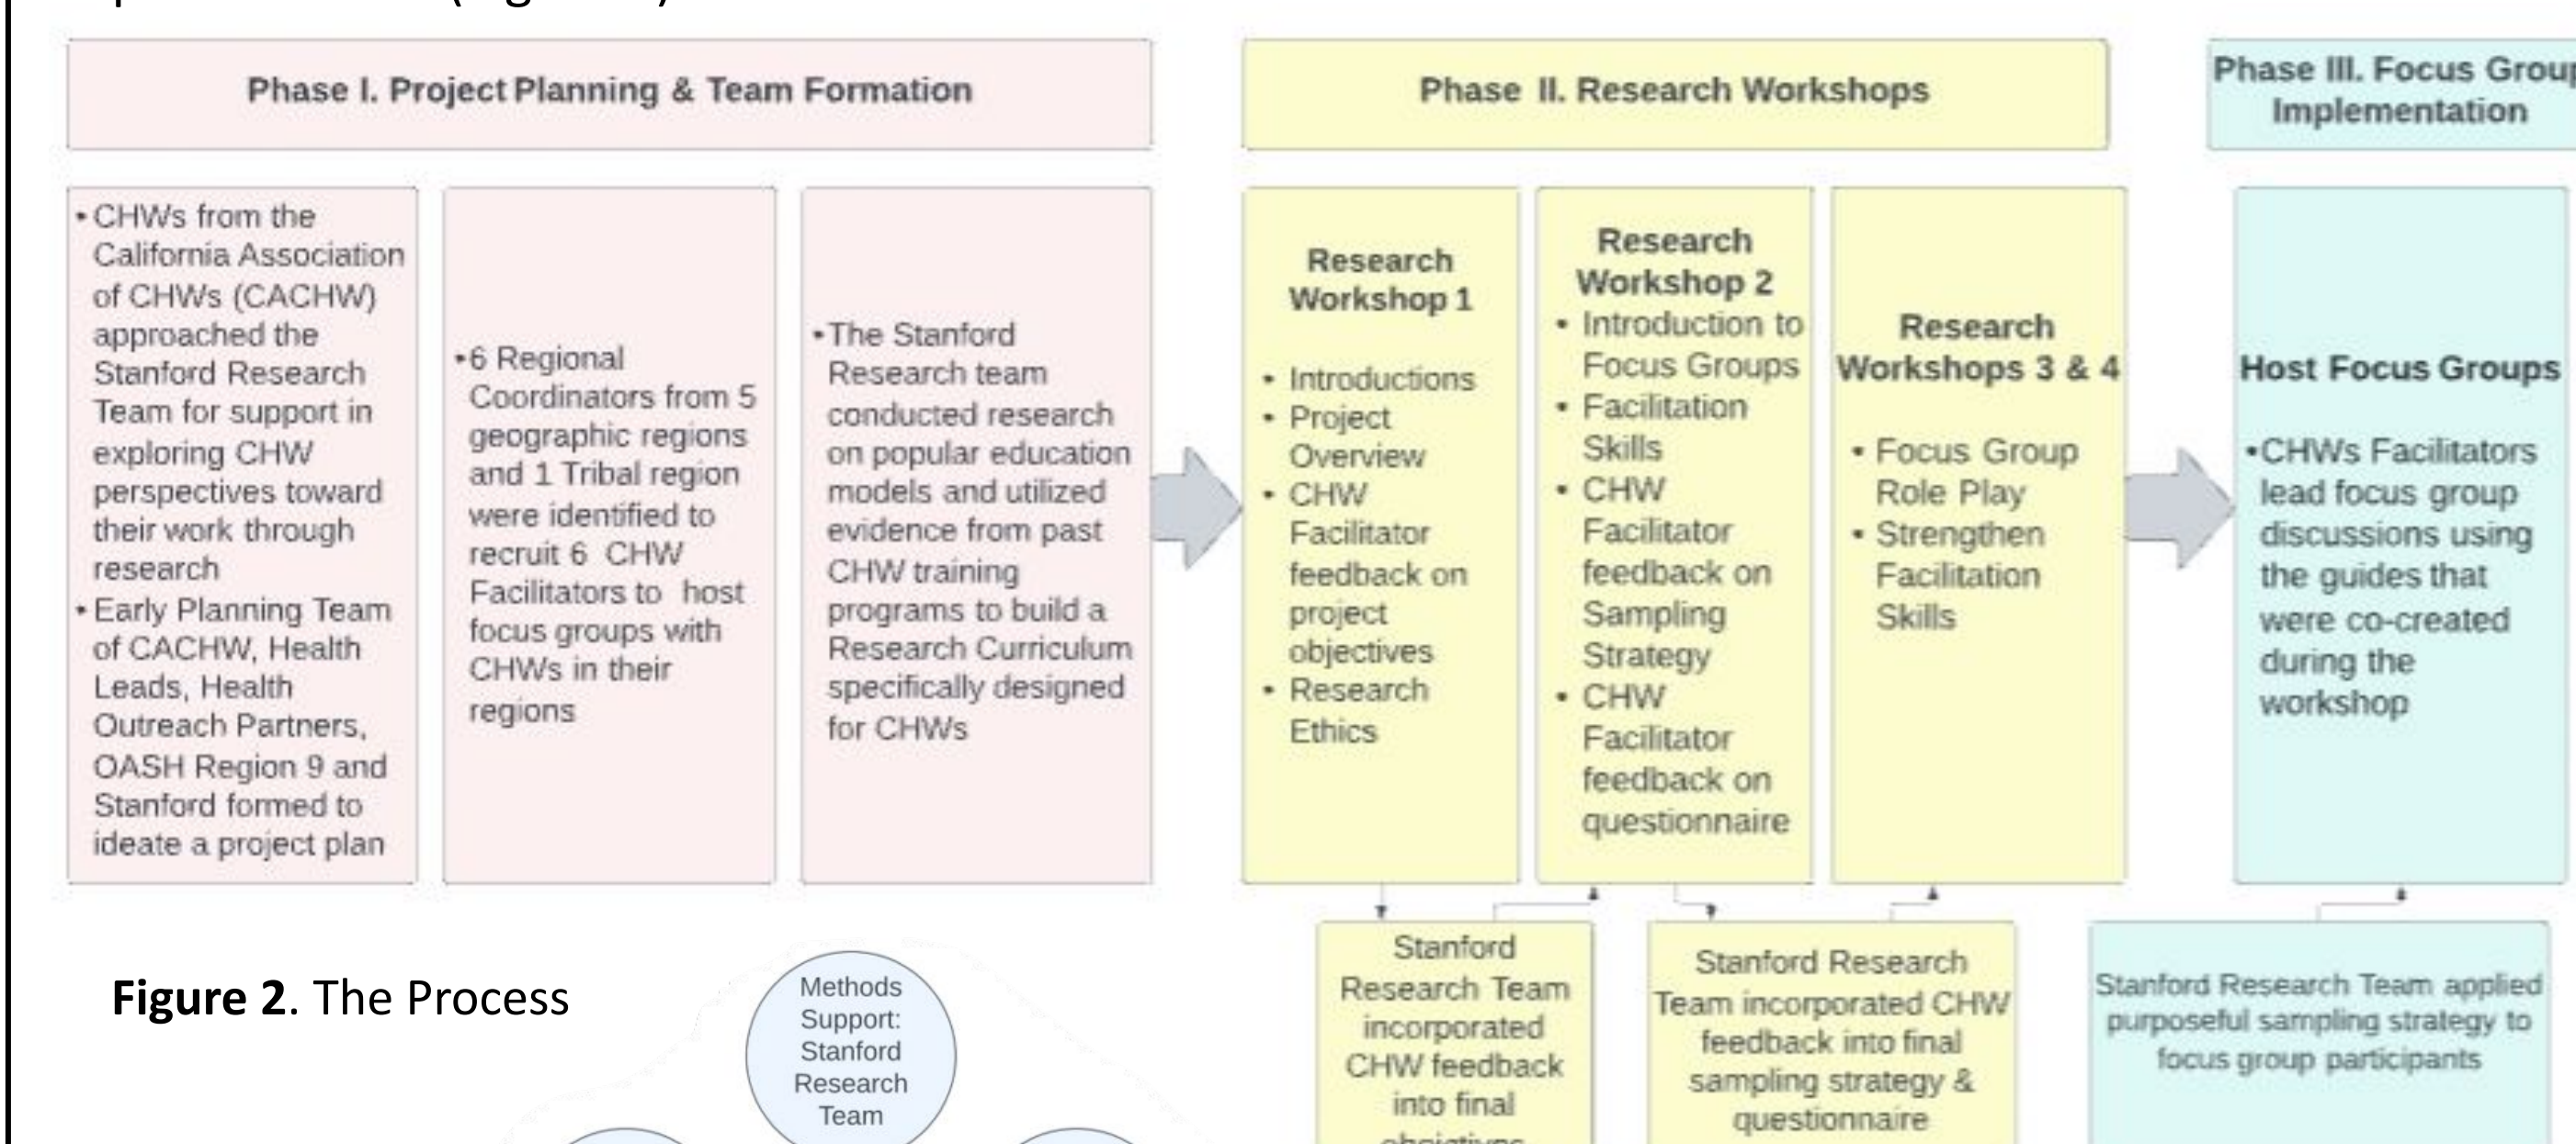 Phase I. Project Planning & Team Formation
• CHWs from the
California Association
of CHWs (CACHW)
approached the
Stanford Research
Team for support in
exploring CHW
perspectives toward
their work through
research
• Early Planning Team
of CACHW, Health
Leads, Health
Outreach Partners,
OASH Region 9 and
Stanford formed to
ideate a project plan
• 6 Regional
Coordinators from 5
geographic regions
and 1 Tribal region
were identified to
recruit 6 CHW
Facilitators to host
focus groups with
CHWs in their
regions
• The Stanford
Research team
conducted research
on popular education
models and utilized
evidence from past
CHW training
programs to build a
Research Curriculum
specifically designed
for CHWs
Phase II. Research Workshops
Research
Workshop 1
• Introductions
• Project
Overview
• CHW
Facilitator
feedback on
project
objectives
• Research
Ethics
Research
Workshop 2
• Introduction to
Focus Groups
• Facilitation
Skills
• CHW
Facilitator
feedback on
Sampling
Strategy
• CHW
Facilitator
feedback on
questionnaire
Research
Workshops 3 & 4
• Focus Group
Role Play
• Strengthen
Facilitation
Skills
Stanford
Research Team
incorporated
CHW feedback
into final
Stanford Research
Team incorporated CHW
feedback into final
sampling strategy &
questionnaire
Phase III. Focus Grou
Implementation
Host Focus Groups
• CHWs Facilitators
lead focus group
discussions using
the guides that
were co-created
during the
workshop
Stanford Research Team applied
purposeful sampling strategy to
focus group participants
Figure 2. The Process
Methods
Support:
Stanford
Research
Team